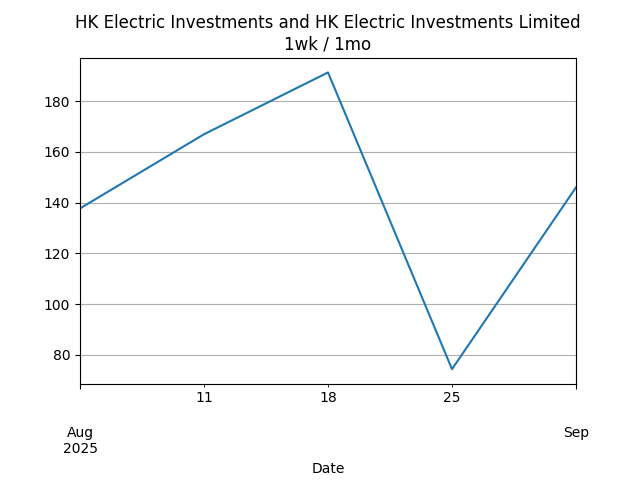 HK Electric Investments and HK Electric Investments Limited
1wk / 1mo
180
160
140
120
100
80
11
18
25
Aug
2025
Sep
Date